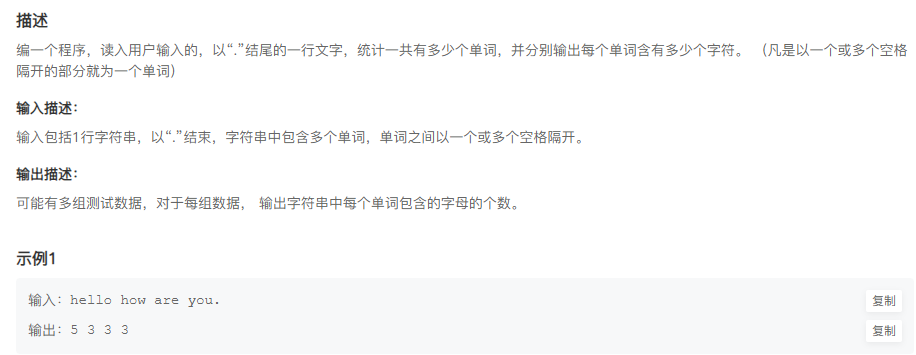 描述
编一个程序，读入用户输入的，以“.”结尾的一行文字，统计一共有多少个单词，并分别输出每个单词含有多少个字符。 （凡是以一个或多个空格
隔开的部分就为一个单词）
输入描述：
输入包括1行字符串，以“.”结束，字符串中包含多个单词，单词之间以一个或多个空格隔开。
输出描述：
可能有多组测试数据，对于每组数据， 输出字符串中每个单词包含的字母的个数。
示例1
输入：hello how are you. 复制
输出：5 3 3 3 复制